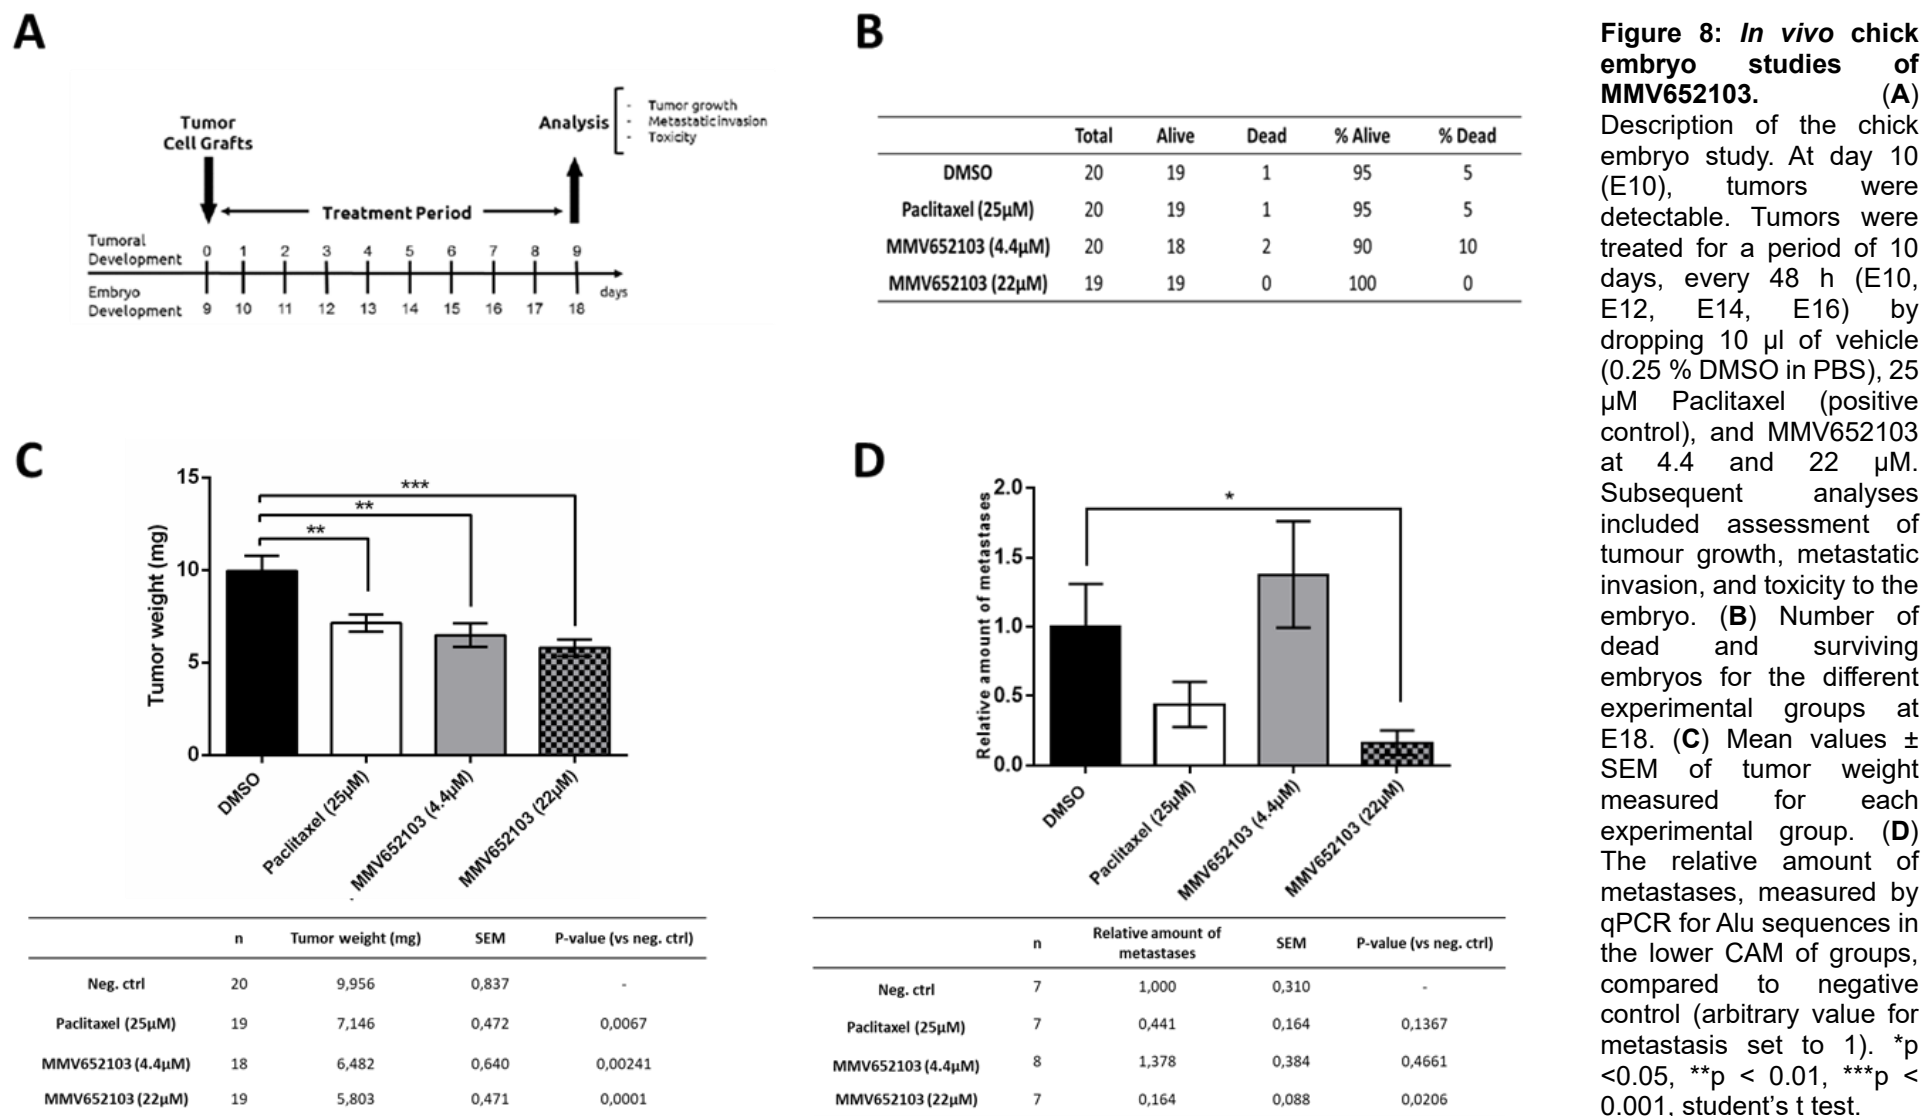 A
Tumor
Cell Grafts
Analysis
- Tumor growth
- Metastatic invasion
- Toxicity
Treatment Period
Tumoral
Development
0 1 2 3 4 5 6 7 8 9
Embryo
Development
days
9 10 11 12 13 14 15 16 17 18
B
Total Alive Dead % Alive % Dead
DMSO 20 19 1 95 5
Paclitaxel (25µM) 20 19 1 95 5
MMV652103 (4.4µM) 20 18 2 90 10
MMV652103 (22µM) 19 19 0 100 0
C
Tumor weight (mg)
15
10
5
0
***
**
**
DMSO
Paclitaxel (25µM)
MMV652103 (4.4µM)
MMV652103 (22µM)
n Tumor weight (mg) SEM P-value (vs neg. ctrl)
Neg. ctrl 20 9,956 0,837 -
Paclitaxel (25µM) 19 7,146 0,472 0,0067
MMV652103 (4.4µM) 18 6,482 0,640 0,00241
MMV652103 (22µM) 19 5,803 0,471 0,0001
D
Relative amount of metastases
2.0
1.5
1.0
0.5
0.0
*
DMSO
Paclitaxel (25µM)
MMV652103 (4.4µM)
MMV652103 (22µM)
n Relative amount of metastases SEM P-value (vs neg. ctrl)
Neg. ctrl 7 1,000 0,310 -
Paclitaxel (25µM) 7 0,441 0,164 0,1367
MMV652103 (4.4µM) 8 1,378 0,384 0,4661
MMV652103 (22µM) 7 0,164 0,088 0,0206
Figure 8: In vivo chick
embryo studies of
MMV652103. (A)
Description of the chick
embryo study. At day 10
(E10), tumors were
detectable. Tumors were
treated for a period of 10
days, every 48 h (E10,
E12, E14, E16) by
dropping 10 µl of vehicle
(0.25 % DMSO in PBS), 25
µM Paclitaxel (positive
control), and MMV652103
at 4.4 and 22 µM.
Subsequent analyses
included assessment of
tumour growth, metastatic
invasion, and toxicity to the
embryo. (B) Number of
dead and surviving
embryos for the different
experimental groups at
E18. (C) Mean values ±
SEM of tumor weight
measured for each
experimental group. (D)
The relative amount of
metastases, measured by
qPCR for Alu sequences in
the lower CAM of groups,
compared to negative
control (arbitrary value for
metastasis set to 1). *p
<0.05, **p < 0.01, ***p <
0.001, student's t test.